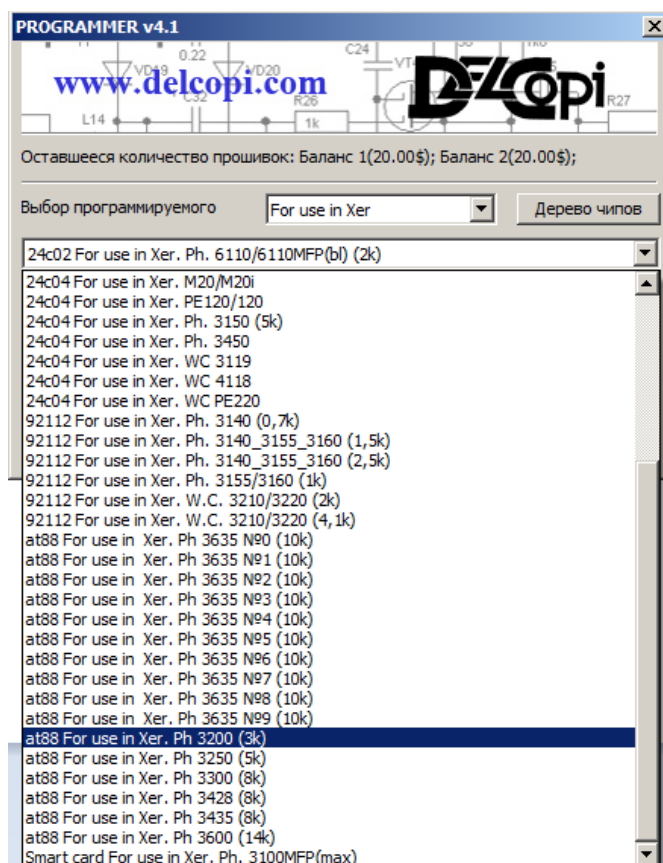 PROGRAMMER v4.1
0.22
C24
VD19
VD20
VT4
www.delcopi.com
DELCopi
C32
R26
R27
L14
1k
Оставшееся количество прошивок: Баланс 1(20.00$); Баланс 2(20.00$);
Выбор программируемого
For use in Xer
Дерево чипов
24c02 For use in Xer. Ph. 6110/6110MFP(bl) (2k)
24c04 For use in Xer. M20/M20i
24c04 For use in Xer. PE120/120
24c04 For use in Xer. Ph. 3150 (5k)
24c04 For use in Xer. Ph. 3450
24c04 For use in Xer. WC 3119
24c04 For use in Xer. WC 4118
24c04 For use in Xer. WC PE220
92112 For use in Xer. Ph. 3140 (0,7k)
92112 For use in Xer. Ph. 3140_3155_3160 (1,5k)
92112 For use in Xer. Ph. 3140_3155_3160 (2,5k)
92112 For use in Xer. Ph. 3155/3160 (1k)
92112 For use in Xer. W.C. 3210/3220 (2k)
92112 For use in Xer. W.C. 3210/3220 (4,1k)
at88 For use in  Xer. Ph 3635 №0 (10k)
at88 For use in  Xer. Ph 3635 №1 (10k)
at88 For use in  Xer. Ph 3635 №2 (10k)
at88 For use in  Xer. Ph 3635 №3 (10k)
at88 For use in  Xer. Ph 3635 №4 (10k)
at88 For use in  Xer. Ph 3635 №5 (10k)
at88 For use in  Xer. Ph 3635 №6 (10k)
at88 For use in  Xer. Ph 3635 №7 (10k)
at88 For use in  Xer. Ph 3635 №8 (10k)
at88 For use in  Xer. Ph 3635 №9 (10k)
at88 For use in Xer. Ph 3200 (3k)
at88 For use in Xer. Ph 3250 (5k)
at88 For use in Xer. Ph 3300 (8k)
at88 For use in Xer. Ph 3428 (8k)
at88 For use in Xer. Ph 3435 (8k)
at88 For use in Xer. Ph 3600 (14k)
Smart card For use in Xer. Ph. 3100MFP(max)